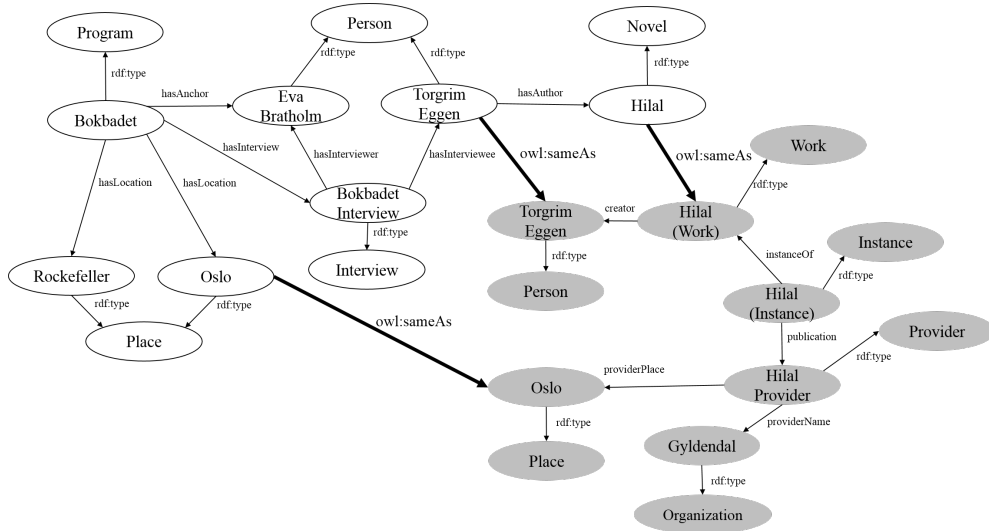 Person
Novel
Program
rdf:type
rdf:type
rdf:type
rdf:type
hasAnchor
Eva
Bratholm
Torgrim
Eggen
hasAuthor
Hilal
Bokbadet
hasInterview
hasInterviewer
hasInterviewee
owl:sameAs
owl:sameAs
Work
rdf:type
hasLocation
hasLocation
Bokbadet
Interview
Torgrim
Eggen
creator
Hilal
(Work)
rdf:type
rdf:type
instanceOf
Instance
rdf:type
Rockefeller
Oslo
Interview
Person
Hilal
(Instance)
rdf:type
rdf:type
owl:sameAs
publication
Provider
Place
rdf:type
providerPlace
Hilal
Provider
Oslo
rdf:type
providerName
Gyldendal
Place
rdf:type
Organization